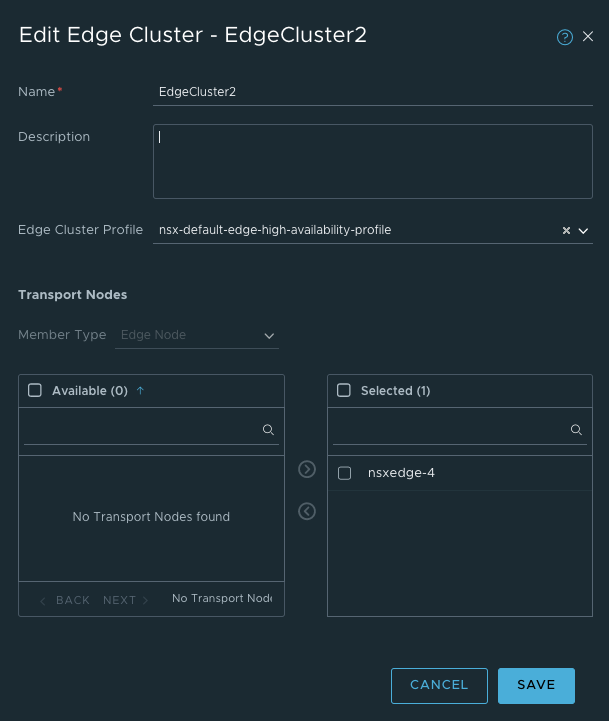 Edit Edge Cluster - EdgeCluster2
Name*
EdgeCluster2
Description
Edge Cluster Profile
nsx-default-edge-high-availability-profile
Transport Nodes
Member Type
Edge Node
Available (0)
Selected (1)
nsxedge-4
No Transport Nodes found
BACK NEXT
No Transport Node
CANCEL
SAVE